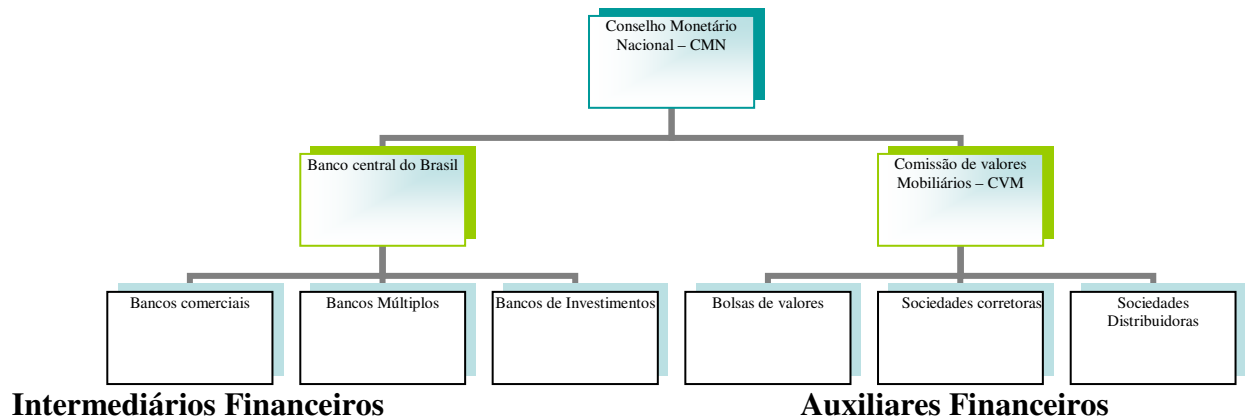 Conselho Monetário
Nacional – CMN
Banco central do Brasil
Comissão de valores
Mobiliários – CVM
Bancos comerciais
Bancos Múltiplos
Bancos de Investimentos
Bolsas de valores
Sociedades corretoras
Sociedades
Distribuidoras
Intermediários Financeiros
Auxiliares Financeiros